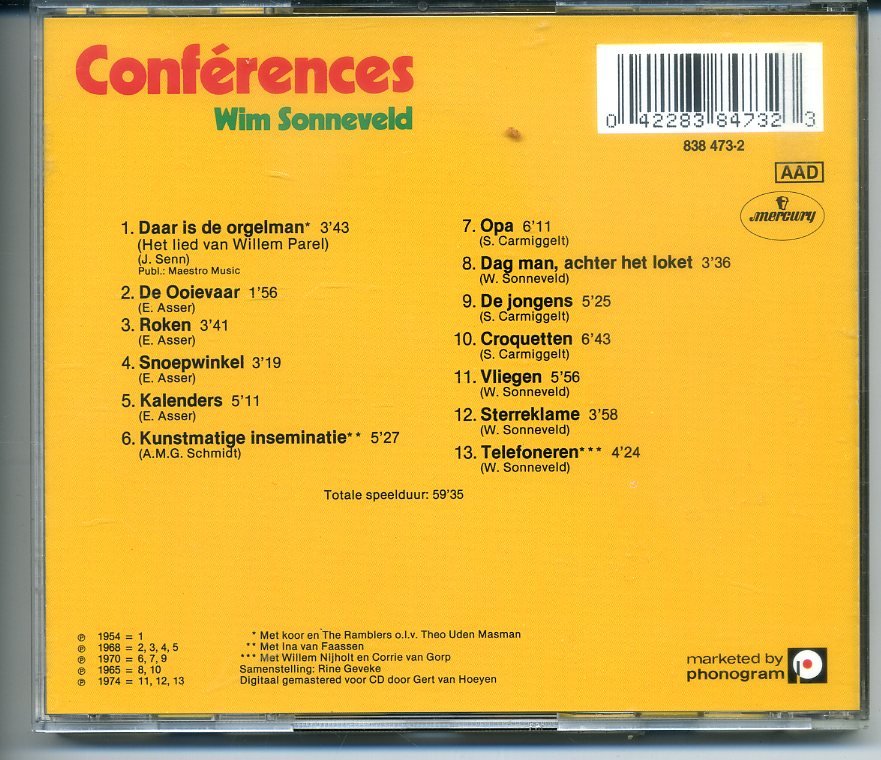 Conférences
Wim Sonneveld
0 42283 84732 3
838 473-2
AAD
mercury
1. Daar is de orgelman* 3'43
(Het lied van Willem Parel)
(J. Senn)
Publ.: Maestro Music
2. De Ooievaar 1'56
(E. Asser)
3. Roken 3'41
(E. Asser)
4. Snoepwinkel 3'19
(E. Asser)
5. Kalenders 5'11
(E. Asser)
6. Kunstmatige inseminatie** 5'27
(A.M.G. Schmidt)
7. Opa 6'11
(S. Carmiggelt)
8. Dag man, achter het loket 3'36
(W. Sonneveld)
9. De jongens 5'25
(S. Carmiggelt)
10. Croquetten 6'43
(S. Carmiggelt)
11. Vliegen 5'56
(W. Sonneveld)
12. Sterreklame 3'58
(W. Sonneveld)
13. Telefoneren*** 4'24
(W. Sonneveld)
Totale speelduur: 59'35
℗ 1954 = 1
℗ 1968 = 2, 3, 4, 5
℗ 1970 = 6, 7, 9
℗ 1965 = 8, 10
℗ 1974 = 11, 12, 13
* Met koor en The Ramblers o.l.v. Theo Uden Masman
** Met Ina van Faassen
*** Met Willem Nijholt en Corrie van Gorp
Samenstelling: Rine Geveke
Digitaal gemastered voor CD door Gert van Hoeyen
marketed by
phonogram